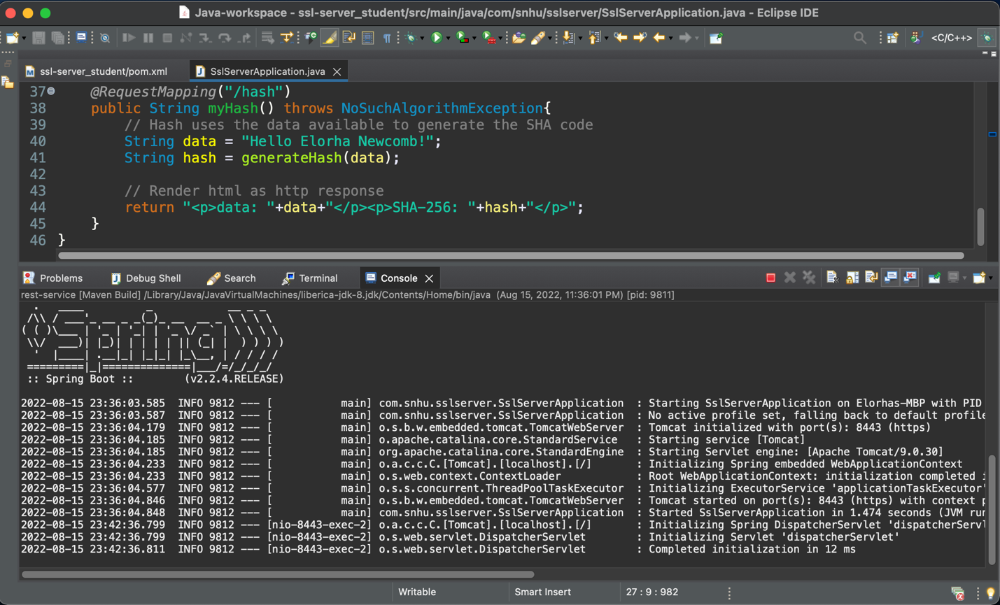 Java-workspace - ssl-server_student/src/main/java/com/snhu/sslserver/SslServerApplication.java - Eclipse IDE
<C/C++>
ssl-server_student/pom.xml
SslServerApplication.java
37 @RequestMapping("/hash")
38 public String myHash() throws NoSuchAlgorithmException{
39 // Hash uses the data available to generate the SHA code
40 String data = "Hello Elorha Newcomb!";
41 String hash = generateHash(data);
42
43 // Render html as http response
44 return "<p>data: "+data+"</p><p>SHA-256: "+hash+"</p>";
45 }
46 }
Problems Debug Shell Search Terminal Console
rest-service [Maven Build] /Library/Java/JavaVirtualMachines/liberica-jdk-8.jdk/Contents/Home/bin/java (Aug 15, 2022, 11:36:01 PM) [pid: 9811]
  .   ____          _            __ _ _
 /\\ / ___'_ __ _ _(_)_ __  __ _ \ \ \ \
( ( )\___ | '_ | '_| | '_ \/ _` | \ \ \ \
 \\/  ___)| |_)| | | | | || (_| |  ) ) ) )
  '  |____| .__|_| |_|_| |_\__, | / / / /
 =========|_|==============|___/=/_/_/_/
 :: Spring Boot ::        (v2.2.4.RELEASE)
2022-08-15 23:36:03.585 INFO 9812 --- [ main] com.snhu.sslserver.SslServerApplication : Starting SslServerApplication on Elorhas-MBP with PID
2022-08-15 23:36:03.587 INFO 9812 --- [ main] com.snhu.sslserver.SslServerApplication : No active profile set, falling back to default profile
2022-08-15 23:36:04.179 INFO 9812 --- [ main] o.s.b.w.embedded.tomcat.TomcatWebServer : Tomcat initialized with port(s): 8443 (https)
2022-08-15 23:36:04.185 INFO 9812 --- [ main] o.apache.catalina.core.StandardService : Starting service [Tomcat]
2022-08-15 23:36:04.185 INFO 9812 --- [ main] org.apache.catalina.core.StandardEngine : Starting Servlet engine: [Apache Tomcat/9.0.30]
2022-08-15 23:36:04.233 INFO 9812 --- [ main] o.a.c.c.C.[Tomcat].[localhost].[/] : Initializing Spring embedded WebApplicationContext
2022-08-15 23:36:04.233 INFO 9812 --- [ main] o.s.web.context.ContextLoader : Root WebApplicationContext: initialization completed i
2022-08-15 23:36:04.577 INFO 9812 --- [ main] o.s.s.concurrent.ThreadPoolTaskExecutor : Initializing ExecutorService 'applicationTaskExecutor'
2022-08-15 23:36:04.846 INFO 9812 --- [ main] o.s.b.w.embedded.tomcat.TomcatWebServer : Tomcat started on port(s): 8443 (https) with context p
2022-08-15 23:36:04.848 INFO 9812 --- [ main] com.snhu.sslserver.SslServerApplication : Started SslServerApplication in 1.474 seconds (JVM run
2022-08-15 23:42:36.799 INFO 9812 --- [nio-8443-exec-2] o.a.c.c.C.[Tomcat].[localhost].[/] : Initializing Spring DispatcherServlet 'dispatcherServl
2022-08-15 23:42:36.799 INFO 9812 --- [nio-8443-exec-2] o.s.web.servlet.DispatcherServlet : Initializing Servlet 'dispatcherServlet'
2022-08-15 23:42:36.811 INFO 9812 --- [nio-8443-exec-2] o.s.web.servlet.DispatcherServlet : Completed initialization in 12 ms
Writable Smart Insert 27 : 9 : 982